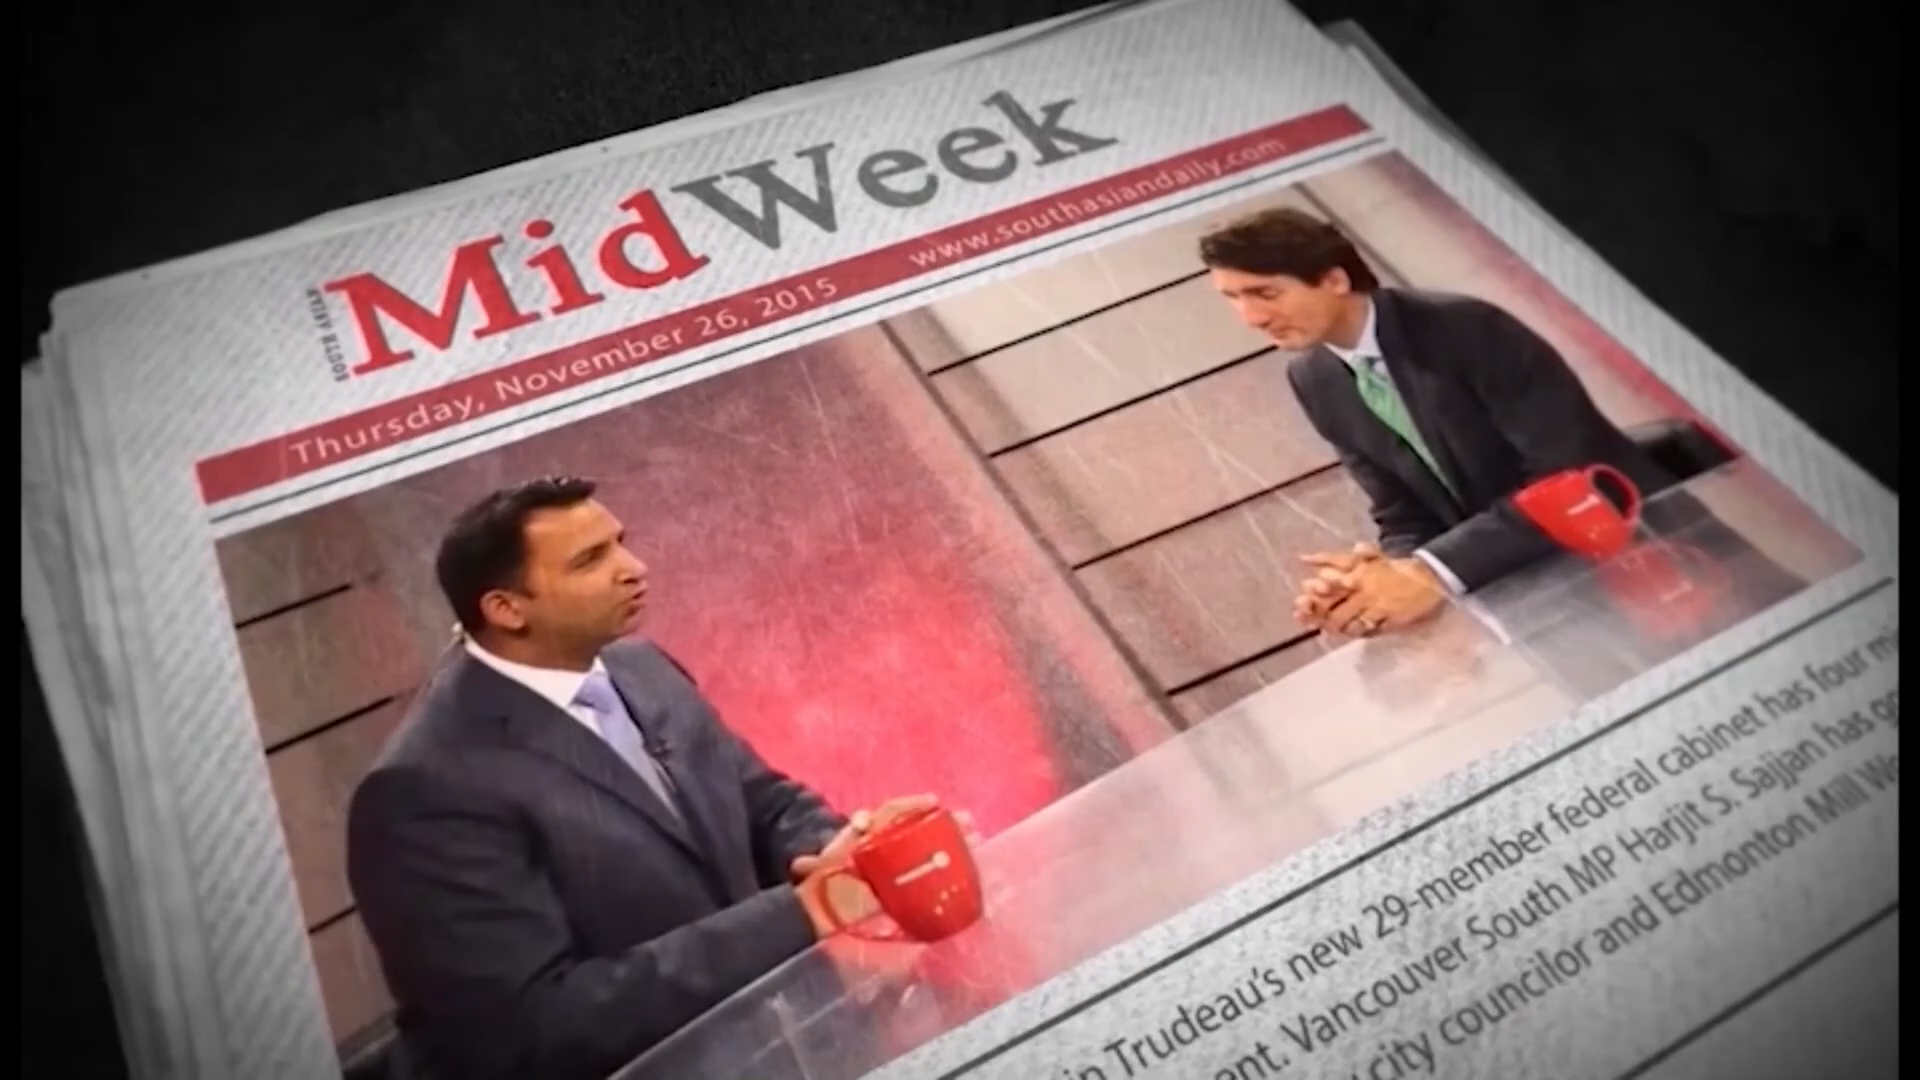 SOUTH ASIAN
MidWeek
Thursday, November 26, 2015 www.southasiandaily.com
in Trudeau's new 29-member federal cabinet has four
Vancouver South MP Harjit S. Sajjan has
city councilor and Edmonton Mill